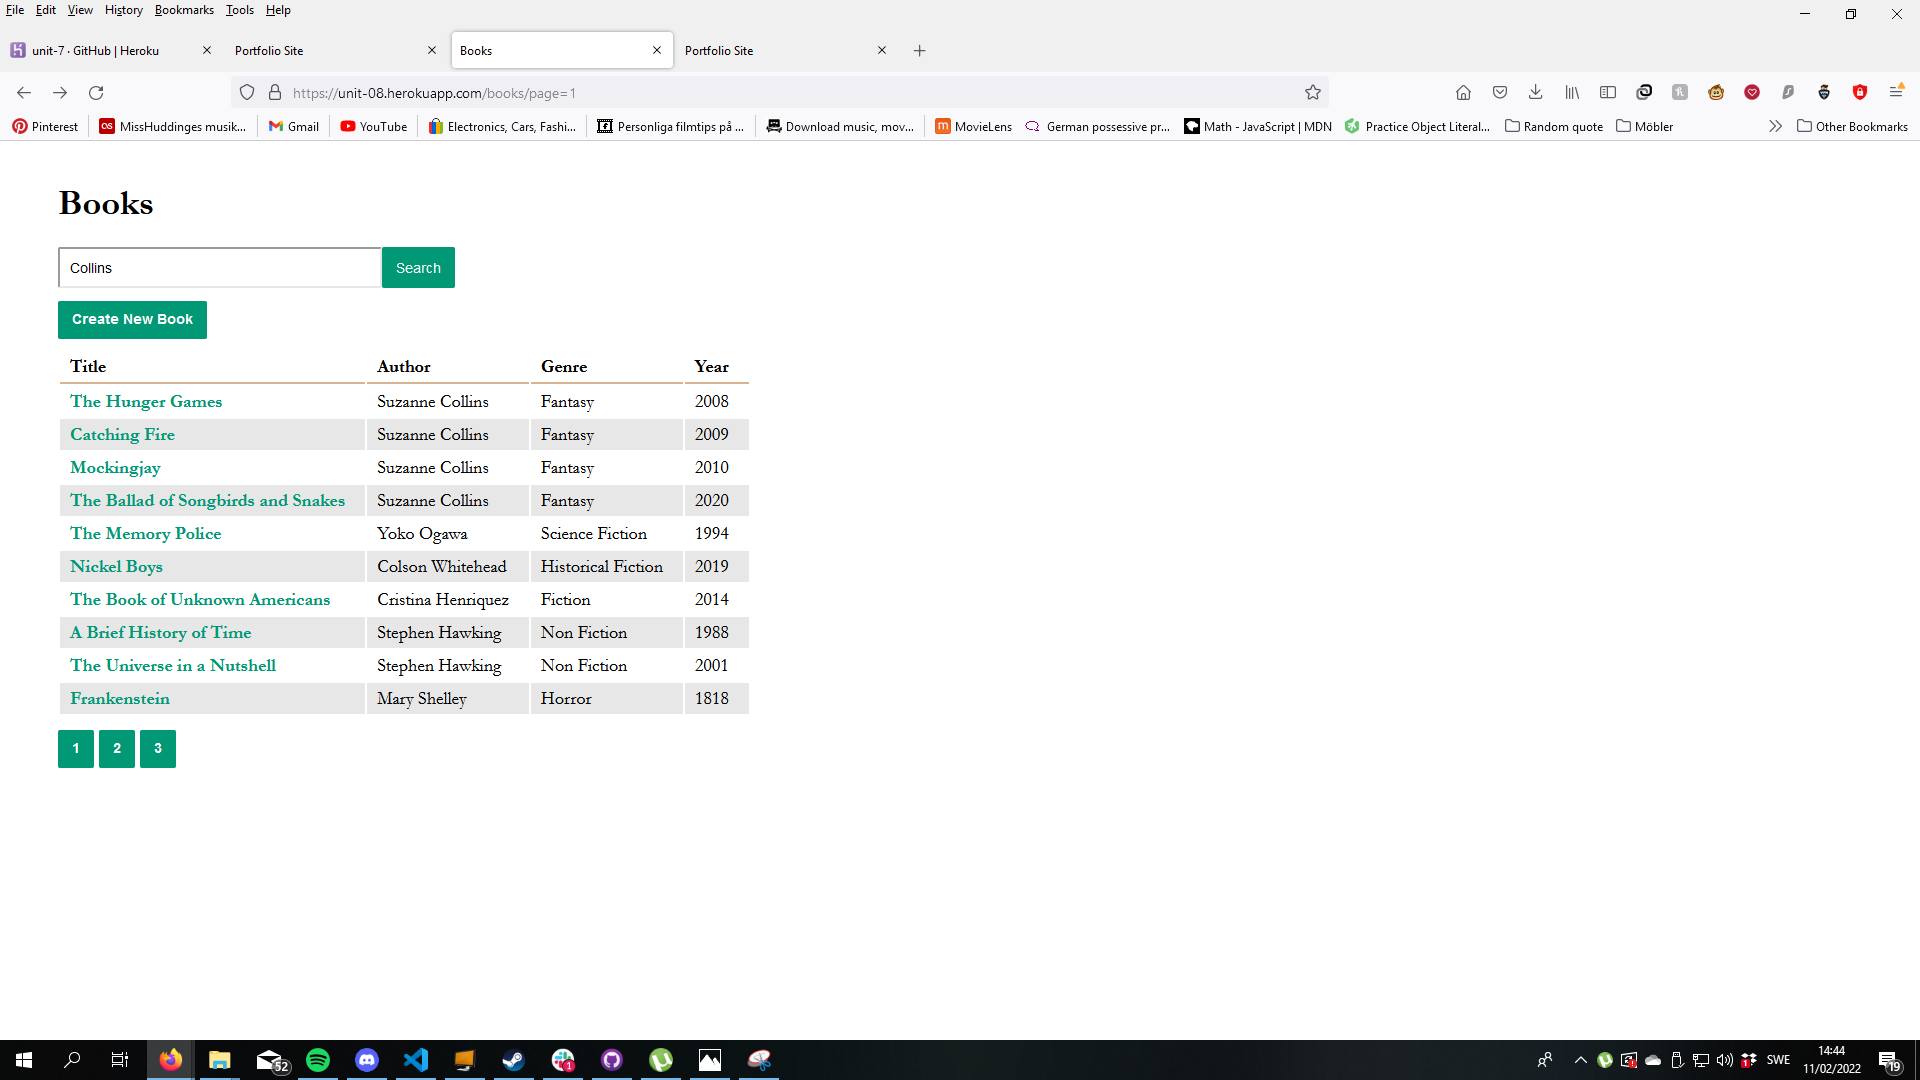 File Edit View History Bookmarks Tools Help
unit-7 · GitHub | Heroku Portfolio Site Books Portfolio Site
https://unit-08.herokuapp.com/books/page=1
Pinterest MissHuddinges musik... Gmail YouTube Electronics, Cars, Fashi... Personliga filmtips på ... Download music, mov... MovieLens German possessive pr... Math - JavaScript | MDN Practice Object Literal... Random quote Möbler Other Bookmarks
Books
Collins Search
Create New Book
Title Author Genre Year
The Hunger Games Suzanne Collins Fantasy 2008
Catching Fire Suzanne Collins Fantasy 2009
Mockingjay Suzanne Collins Fantasy 2010
The Ballad of Songbirds and Snakes Suzanne Collins Fantasy 2020
The Memory Police Yoko Ogawa Science Fiction 1994
Nickel Boys Colson Whitehead Historical Fiction 2019
The Book of Unknown Americans Cristina Henriquez Fiction 2014
A Brief History of Time Stephen Hawking Non Fiction 1988
The Universe in a Nutshell Stephen Hawking Non Fiction 2001
Frankenstein Mary Shelley Horror 1818
1 2 3
52 1 SWE 14:44 19
11/02/2022